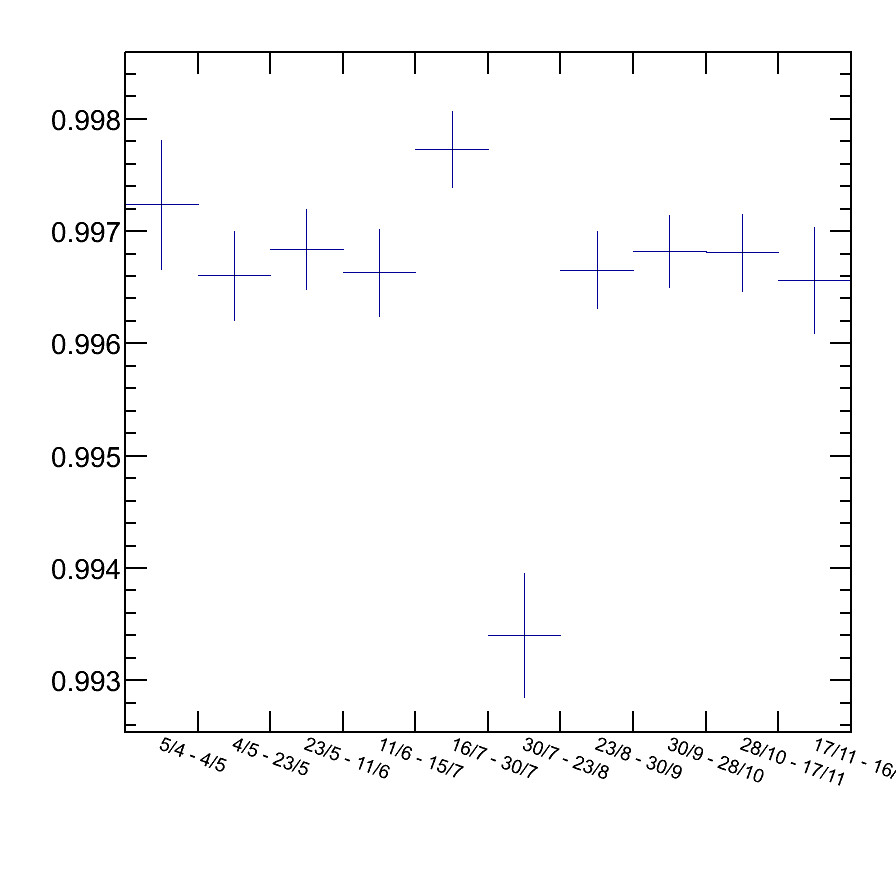 0.998
0.997
0.996
0.995
0.994
0.993
5/4 - 4/5
4/5 - 23/5
23/5 - 11/6
11/6 - 15/7
16/7 - 30/7
30/7 - 23/8
23/8 - 30/9
30/9 - 28/10
28/10 - 17/11
17/11 - 16/